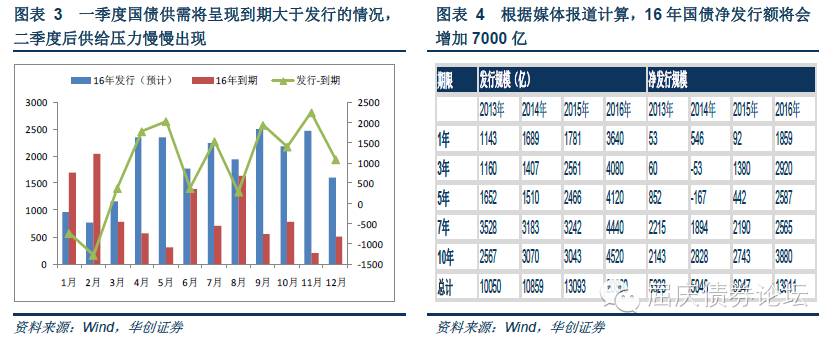 图表 3 一季度国债供需将呈现到期大于发行的情况，
二季度后供给压力慢慢出现
16年发行（预计） 16年到期 发行-到期
3000 2500
2500 2000
2000 1500
1500 1000
1000 500
500 0
0 -500
-1000
-1500
1月 2月 3月 4月 5月 6月 7月 8月 9月 10月 11月 12月
资料来源：Wind，华创证券
图表 4 根据媒体报道计算，16 年国债净发行额将会
增加 7000 亿
期限 发行规模（亿） 净发行规模
2013年 2014年 2015年 2016年 2013年 2014年 2015年 2016年
1年 1143 1689 1781 3640 53 546 92 1859
3年 1160 1407 2561 4080 60 -53 1380 2920
5年 1652 1510 2466 4120 852 -167 442 2587
7年 3528 3183 3242 4440 2215 1894 2190 2565
10年 2567 3070 3043 4520 2143 2828 2743 3880
总计 10050 10859 13093
屈庆债券论坛
资料来源：Wind，华创证券